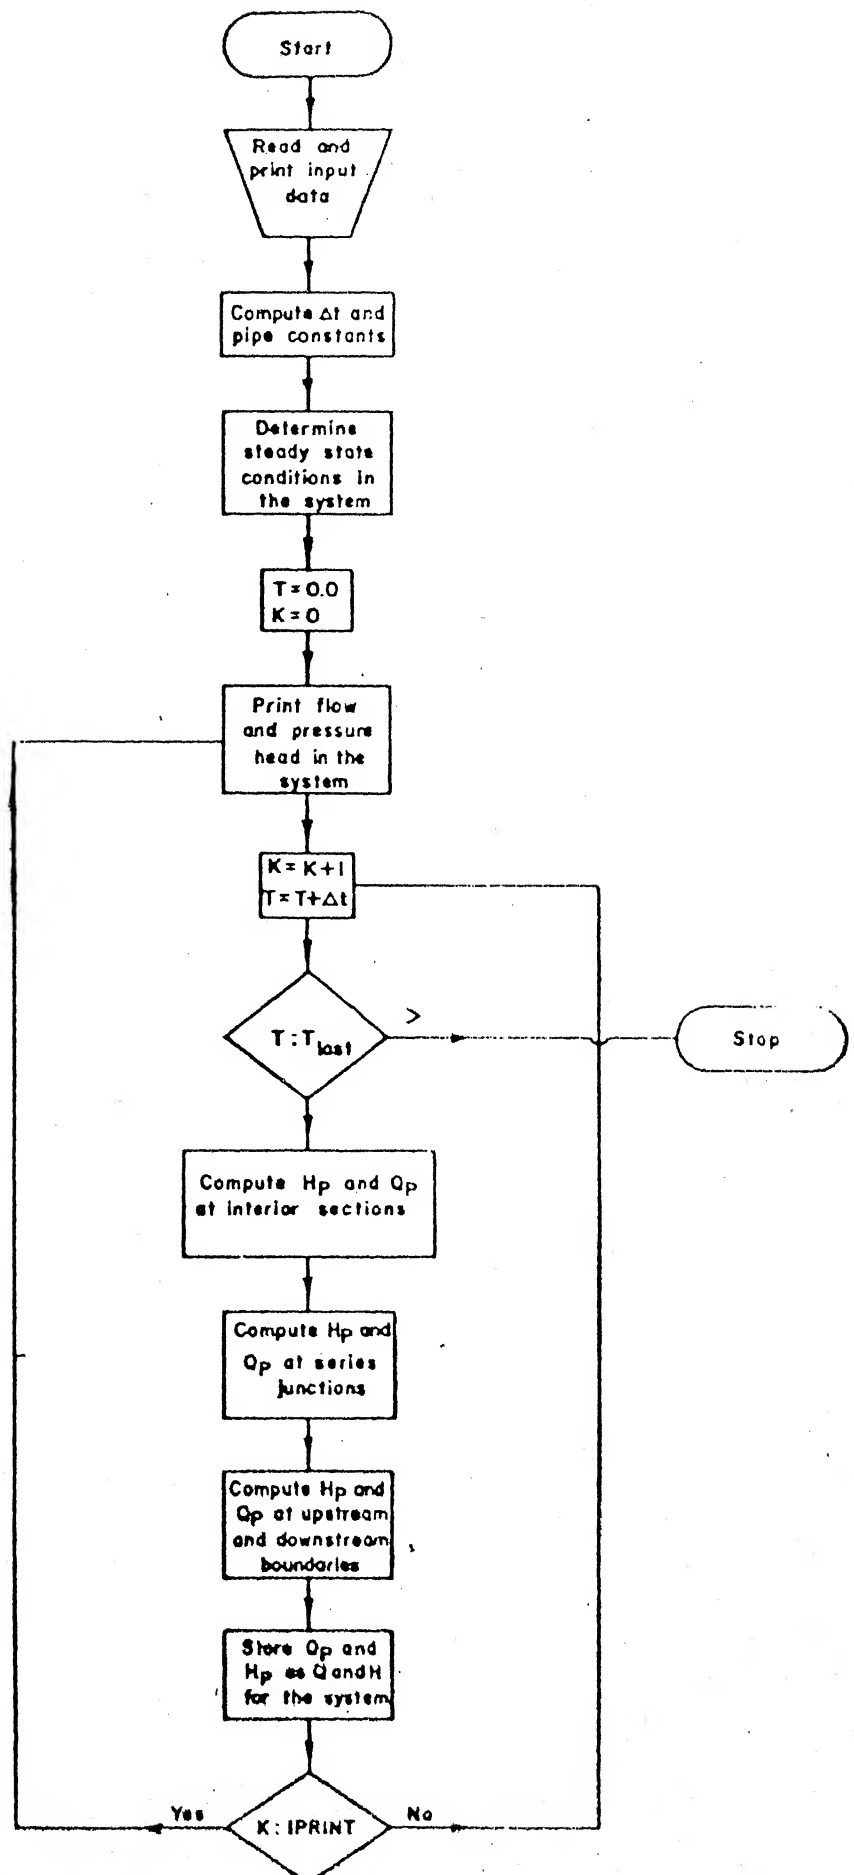 Start
Read and
print input
data
Compute Δt and
pipe constants
Determine
steady state
conditions in
the system
T = 0.0
K = 0
Print flow
and pressure
head in the
system
K = K+1
T = T+Δt
T : Tlast
>
Stop
Compute Hp and Qp
at interior sections
Compute Hp and
Qp at series
junctions
Compute Hp and
Qp at upstream
and downstream
boundaries
Store Qp and
Hp as Q and H
for the system
Yes
K : IPRINT
No